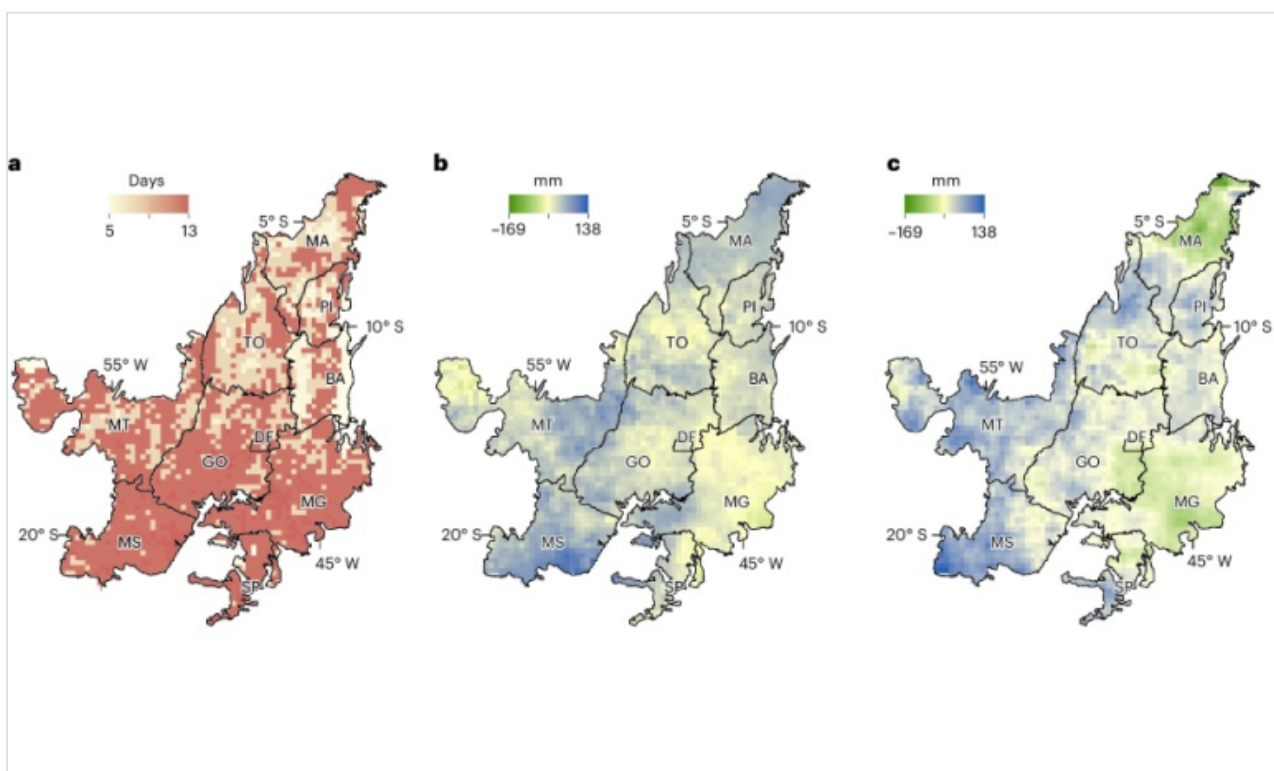 a
Days
5 13
5° S
MA
PI
10° S
TO
55° W
BA
MT
DF
GO
MG
20° S
MS
45° W
SP
b
mm
−169 138
5° S
MA
PI
10° S
TO
55° W
BA
MT
DF
GO
MG
20° S
MS
45° W
SP
c
mm
−169 138
5° S
MA
PI
10° S
TO
55° W
BA
MT
DF
GO
MG
20° S
MS
45° W
SP